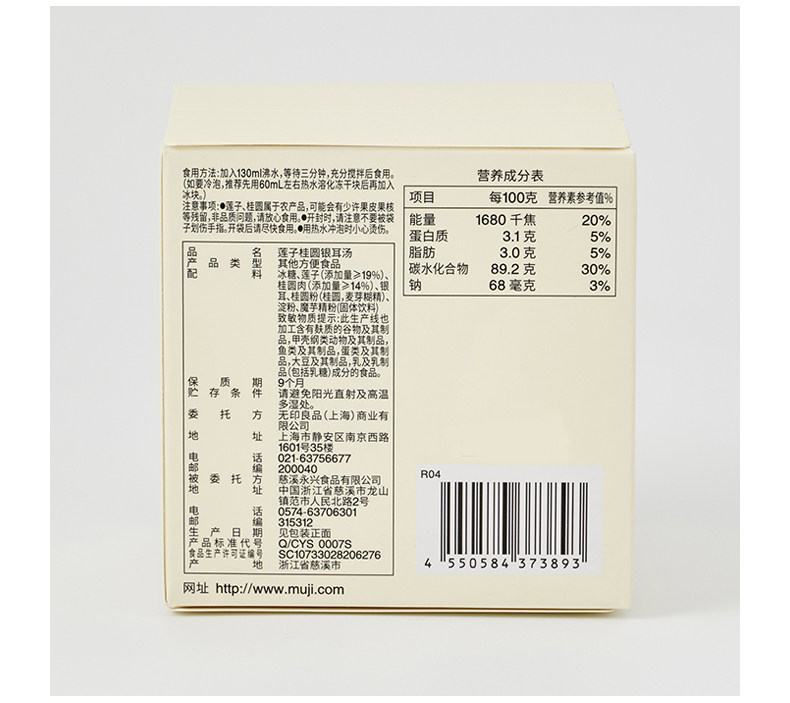 食用方法:加入130ml沸水,等待三分钟,充分搅拌后食用。
(如要冷泡,推荐先用60mL左右热水溶化冻干块后再加入
冰块。)
注意事项:●莲子、桂圆属于农产品,可能会有少许果皮果核
等残留,非品质问题,请放心食用。●开封时,请注意不要被袋
子划伤手指。开袋后请尽快食用。●用热水冲泡时小心烫伤。
品名 莲子桂圆银耳汤
产品类型 其他方便食品
配料 冰糖、莲子(添加量≥19%)、
桂圆肉(添加量≥14%)、银
耳、桂圆粉(桂圆,麦芽糊精)、
淀粉、魔芋精粉(固体饮料)
致敏物质提示:此生产线也
加工含有麸质的谷物及其制
品,甲壳纲类动物及其制品,
鱼类及其制品,蛋类及其制
品,大豆及其制品,乳及乳制
品(包括乳糖)成分的食品。
保质期 9个月
贮存条件 请避免阳光直射及高温
多湿处。
委托方 无印良品(上海)商业有
限公司
地址 上海市静安区南京西路
1601号35楼
电话 021-63756677
邮编 200040
被委托方 慈溪永兴食品有限公司
地址 中国浙江省慈溪市龙山
镇范市人民北路2号
电话 0574-63706301
邮编 315312
生产日期 见包装正面
产品标准代号 Q/CYS 0007S
食品生产许可证编号 SC10733028206276
产地 浙江省慈溪市
网址 http://www.muji.com
营养成分表
项目 每100克 营养素参考值%
能量 1680 千焦 20%
蛋白质 3.1 克 5%
脂肪 3.0 克 5%
碳水化合物 89.2 克 30%
钠 68 毫克 3%
R04
4 550584 373893